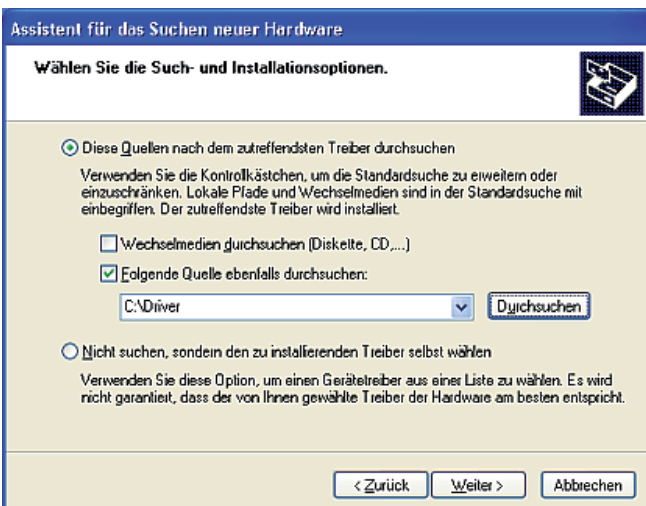 Assistent für das Suchen neuer Hardware
Wählen Sie die Such- und Installationsoptionen.
Diese Quellen nach dem zutreffendsten Treiber durchsuchen
Verwenden Sie die Kontrollkästchen, um die Standardsuche zu erweitern oder
einzuschränken. Lokale Pfade und Wechselmedien sind in der Standardsuche mit
einbegriffen. Der zutreffendste Treiber wird installiert.
Wechselmedien durchsuchen (Diskette, CD,...)
Folgende Quelle ebenfalls durchsuchen:
C:\Driver
Durchsuchen
Nicht suchen, sondern den zu installierenden Treiber selbst wählen
Verwenden Sie diese Option, um einen Gerätetreiber aus einer Liste zu wählen. Es wird
nicht garantiert, dass der von Ihnen gewählte Treiber der Hardware am besten entspricht.
< Zurück Weiter > Abbrechen